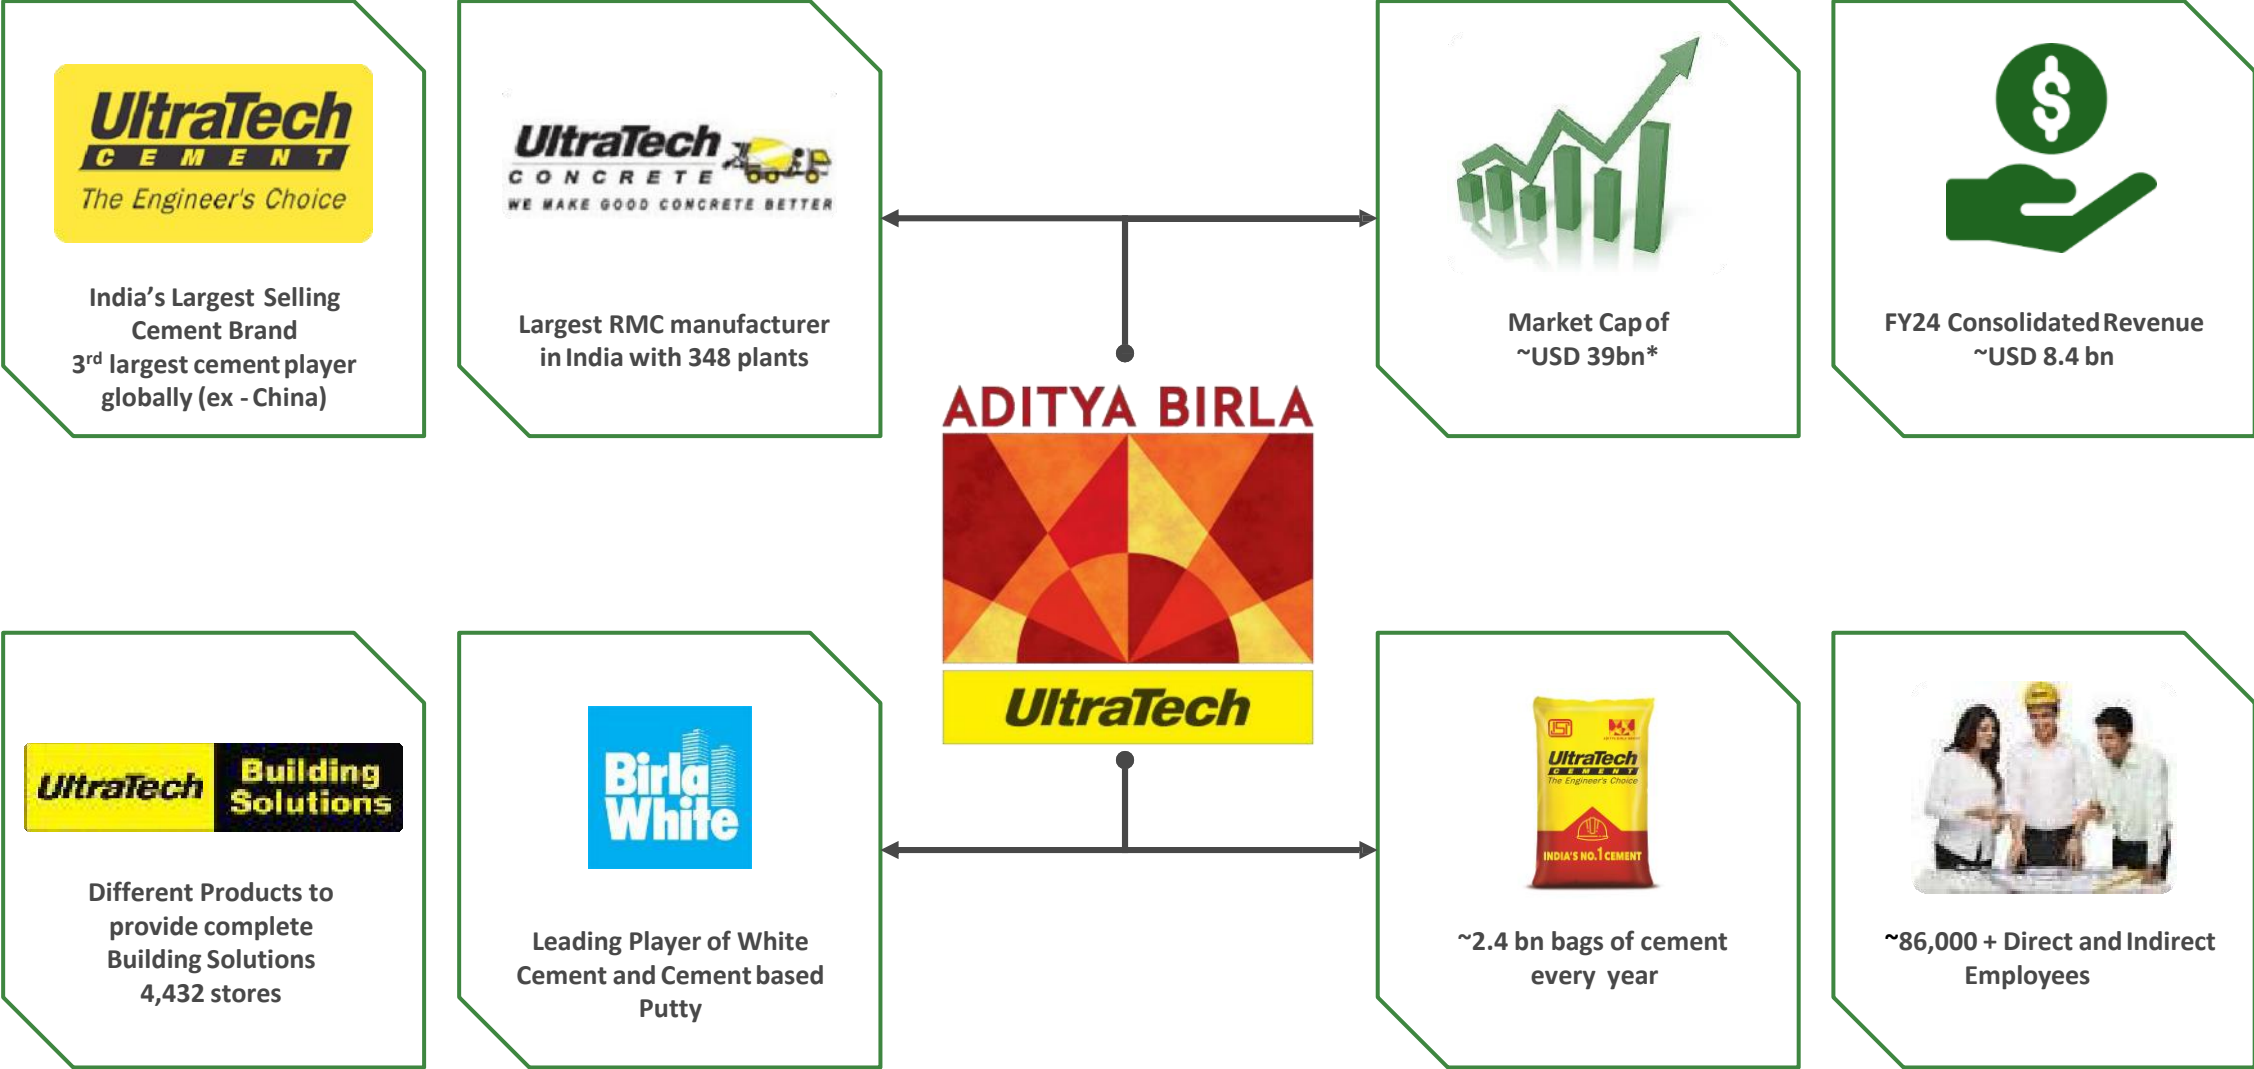 UltraTech
CEMENT
The Engineer's Choice
India's Largest Selling
Cement Brand
3rd largest cement player
globally (ex - China)
UltraTech
CONCRETE
WE MAKE GOOD CONCRETE BETTER
Largest RMC manufacturer
in India with 348 plants
Market Cap of
~USD 39bn*
$
FY24 Consolidated Revenue
~USD 8.4 bn
ADITYA BIRLA
UltraTech
UltraTech
Building
Solutions
Different Products to
provide complete
Building Solutions
4,432 stores
Birla
White
Leading Player of White
Cement and Cement based
Putty
UltraTech
CEMENT
The Engineer's Choice
INDIA'S NO.1 CEMENT
~2.4 bn bags of cement
every year
~86,000 + Direct and Indirect
Employees